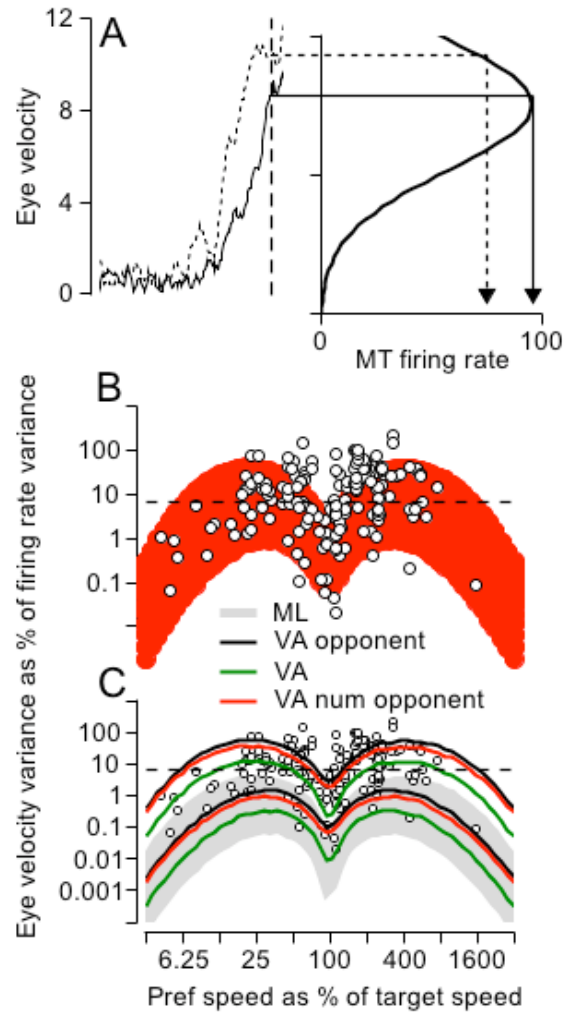 A
12
8
4
0
Eye velocity
0
100
MT firing rate
B
100
10
1
0.1
ML
VA opponent
VA
VA num opponent
C
100
10
1
0.1
0.01
0.001
Eye velocity variance as % of firing rate variance
6.25
25
100
400
1600
Pref speed as % of target speed